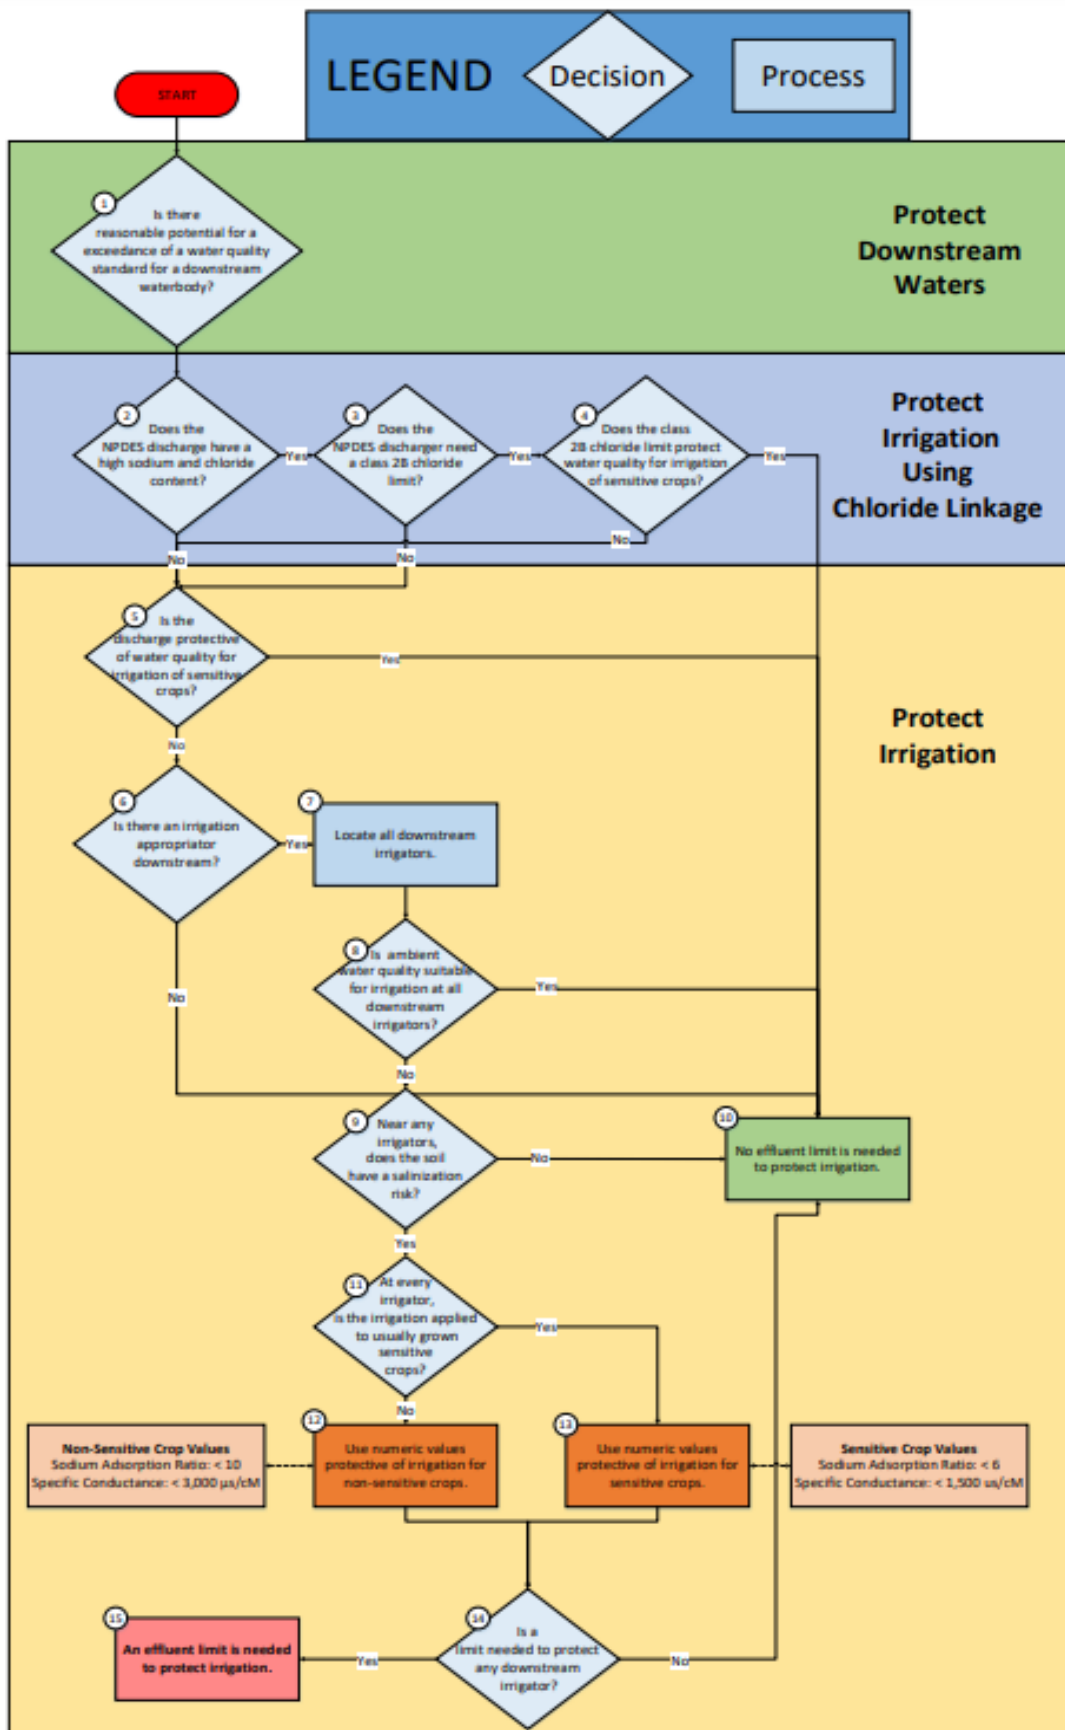 LEGEND
Decision
Process
START
1
Is there
reasonable potential for a
exceedance of a water quality
standard for a downstream
waterbody?
Protect
Downstream
Waters
2
Does the
NPDES discharge have a
high sodium and chloride
content?
Yes
3
Does the
NPDES discharger need
a class 2B chloride
limit?
Yes
4
Does the class
2B chloride limit protect
water quality for irrigation
of sensitive crops?
Yes
Protect
Irrigation
Using
Chloride Linkage
No
No
No
5
Is the
discharge protective
of water quality for
irrigation of sensitive
crops?
Yes
Protect
Irrigation
No
6
Is there an irrigation
appropriator
downstream?
Yes
7
Locate all downstream
irrigators.
8
Is ambient
water quality suitable
for irrigation at all
downstream
irrigators?
Yes
No
No
9
Near any
irrigators,
does the soil
have a salinization
risk?
No
10
No effluent limit is needed
to protect irrigation.
Yes
11
At every
irrigator,
is the irrigation applied
to usually grown
sensitive
crops?
Yes
No
Non-Sensitive Crop Values
Sodium Adsorption Ratio: < 10
Specific Conductance: < 3,000 µs/cM
12
Use numeric values
protective of irrigation for
non-sensitive crops.
13
Use numeric values
protective of irrigation for
sensitive crops.
Sensitive Crop Values
Sodium Adsorption Ratio: < 6
Specific Conductance: < 1,500 us/cM
14
Is a
limit needed to protect
any downstream
irrigator?
Yes
No
15
An effluent limit is needed
to protect irrigation.